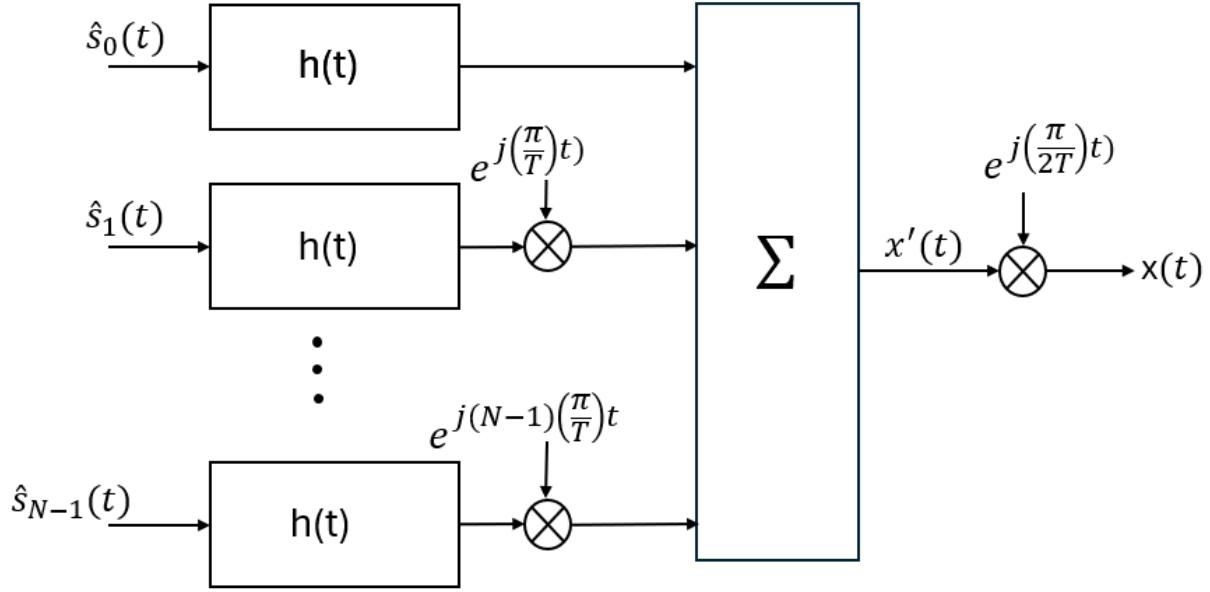 ŝ₀(t)
h(t)
e^{j(π/T)t)}
ŝ₁(t)
h(t)
Σ
x′(t)
e^{j(π/2T)t)}
x(t)
e^{j(N−1)(π/T)t}
ŝ_{N−1}(t)
h(t)